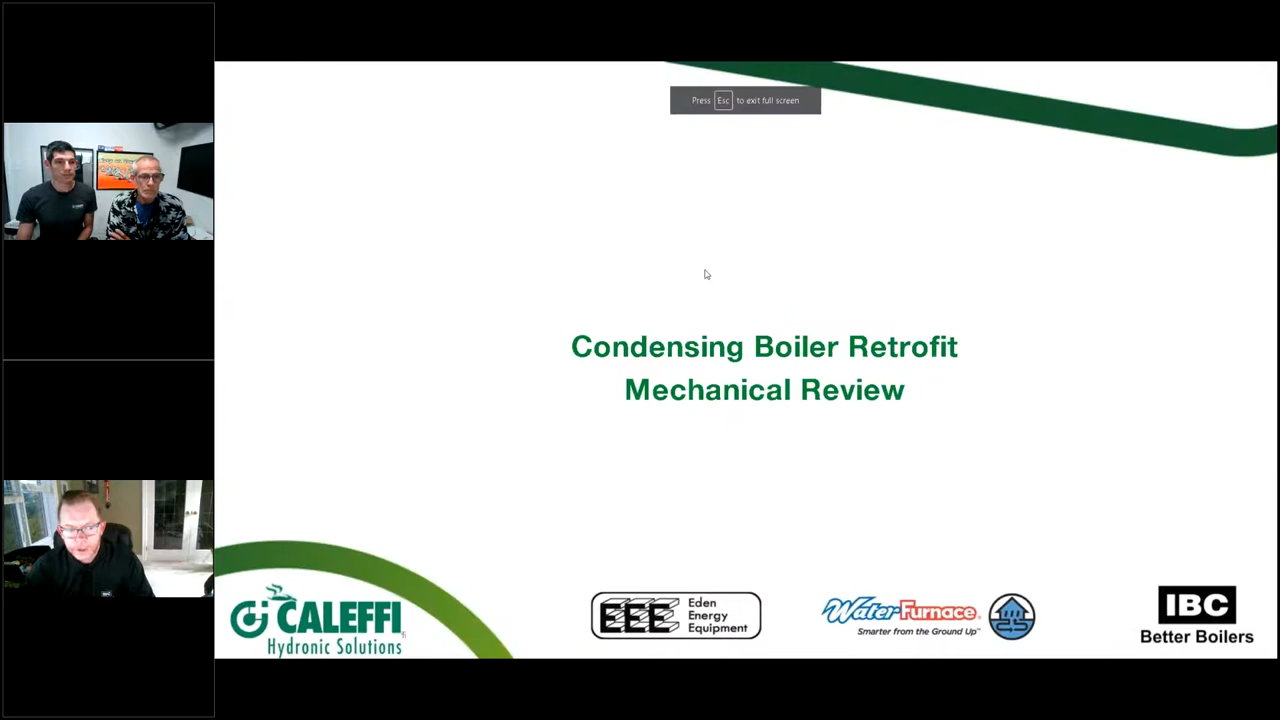 Press Esc to exit full screen
Condensing Boiler Retrofit
Mechanical Review
CALEFFI
Hydronic Solutions
EEE
Eden
Energy
Equipment
WaterFurnace
Smarter from the Ground Up™
IBC
Better Boilers